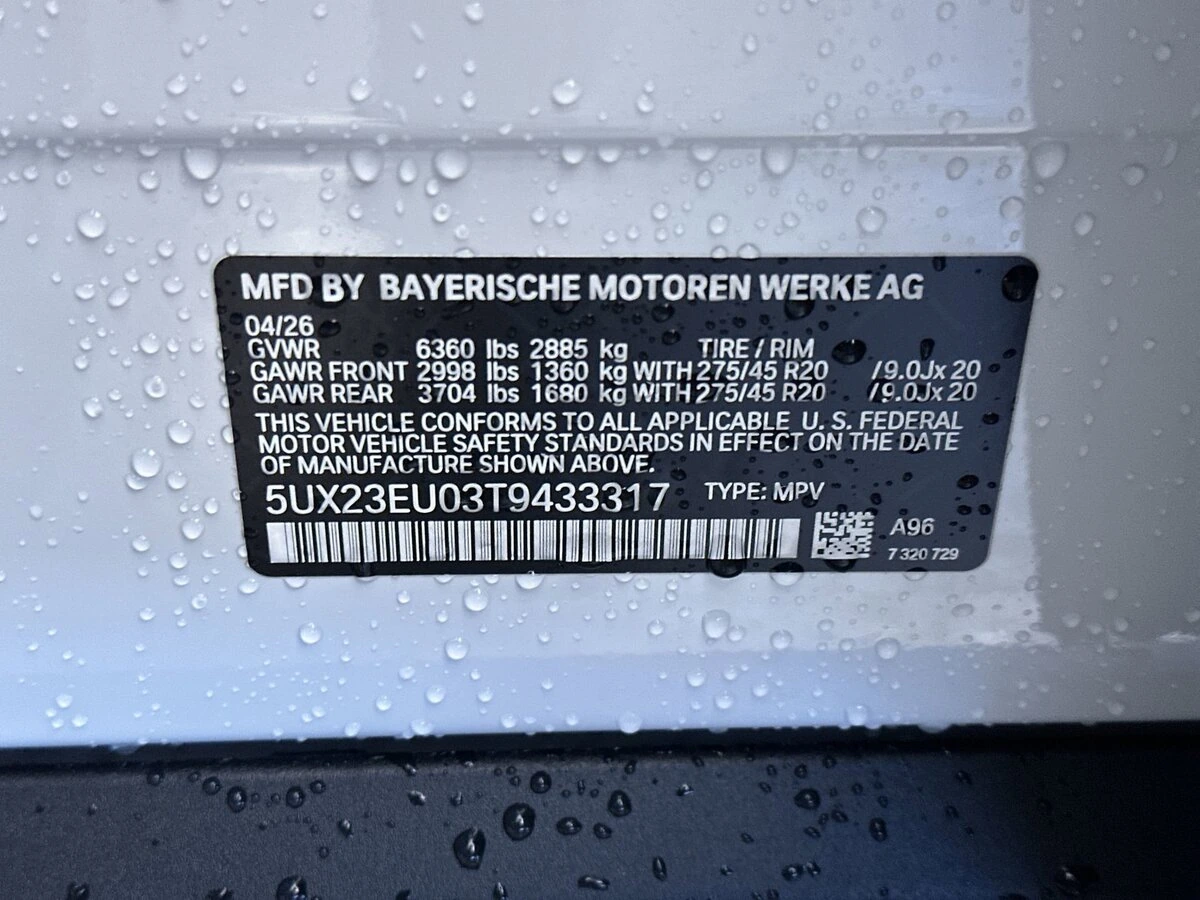 MFD BY BAYERISCHE MOTOREN WERKE AG
04/26
GVWR 6360 lbs 2885 kg TIRE / RIM
GAWR FRONT 2998 lbs 1360 kg WITH 275/45 R20 /9.0Jx 20
GAWR REAR 3704 lbs 1680 kg WITH 275/45 R20 /9.0Jx 20
THIS VEHICLE CONFORMS TO ALL APPLICABLE U. S. FEDERAL
MOTOR VEHICLE SAFETY STANDARDS IN EFFECT ON THE DATE
OF MANUFACTURE SHOWN ABOVE.
5UX23EU03T9433317 TYPE: MPV
A96
7 320 729